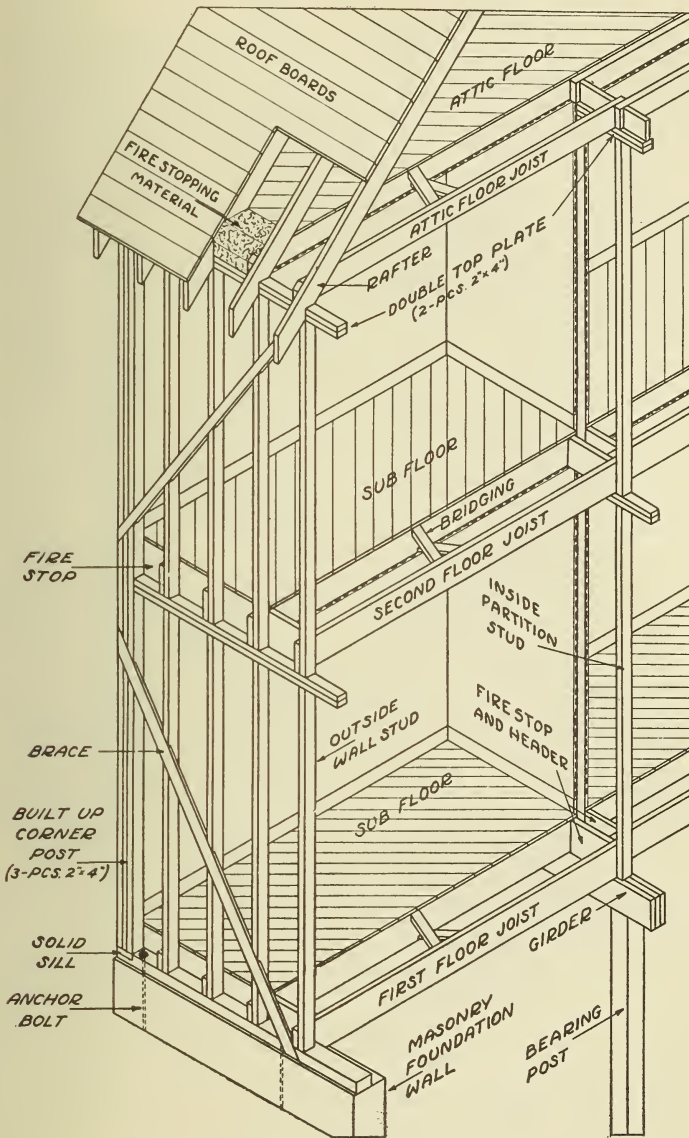 ROOF BOARDS
ATTIC FLOOR
FIRE STOPPING
MATERIAL
ATTIC FLOOR JOIST
RAFTER
DOUBLE TOP PLATE
(2-PCS. 2"x4")
SUB FLOOR
BRIDGING
SECOND FLOOR JOIST
FIRE
STOP
INSIDE
PARTITION
STUD
OUTSIDE
WALL STUD
FIRE STOP
AND HEADER
BRACE
SUB FLOOR
BUILT UP
CORNER
POST
(3-PCS. 2"x4")
FIRST FLOOR JOIST
GIRDER
SOLID
SILL
ANCHOR
BOLT
MASONRY
FOUNDATION
WALL
BEARING
POST